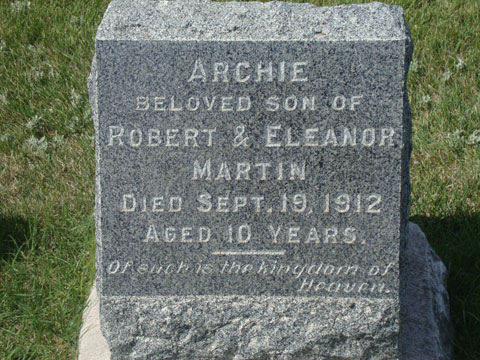 ARCHIE
BELOVED SON OF
ROBERT & ELEANOR
MARTIN
DIED SEPT. 19, 1912
AGED 10 YEARS.
Of such is the kingdom of
Heaven.